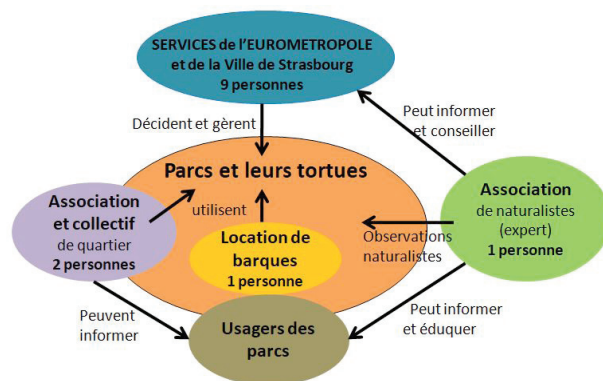 SERVICES de l'EUROMETROPOLE
et de la Ville de Strasbourg
9 personnes
Décident et gèrent
Peut informer
et conseiller
Parcs et leurs tortues
Association
et collectif
de quartier
2 personnes
utilisent
Location de
barques
1 personne
Observations
naturalistes
Association
de naturalistes
(expert)
1 personne
Peuvent
informer
Usagers des
parcs
Peut informer
et éduquer